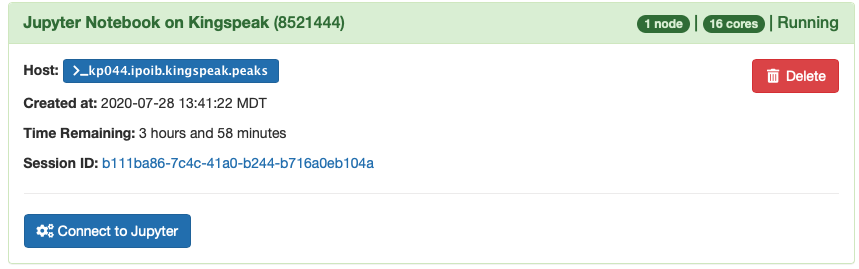 Jupyter Notebook on Kingspeak (8521444) 1 node | 16 cores | Running
Host: >_kp044.ipoib.kingspeak.peaks Delete
Created at: 2020-07-28 13:41:22 MDT
Time Remaining: 3 hours and 58 minutes
Session ID: b111ba86-7c4c-41a0-b244-b716a0eb104a
Connect to Jupyter